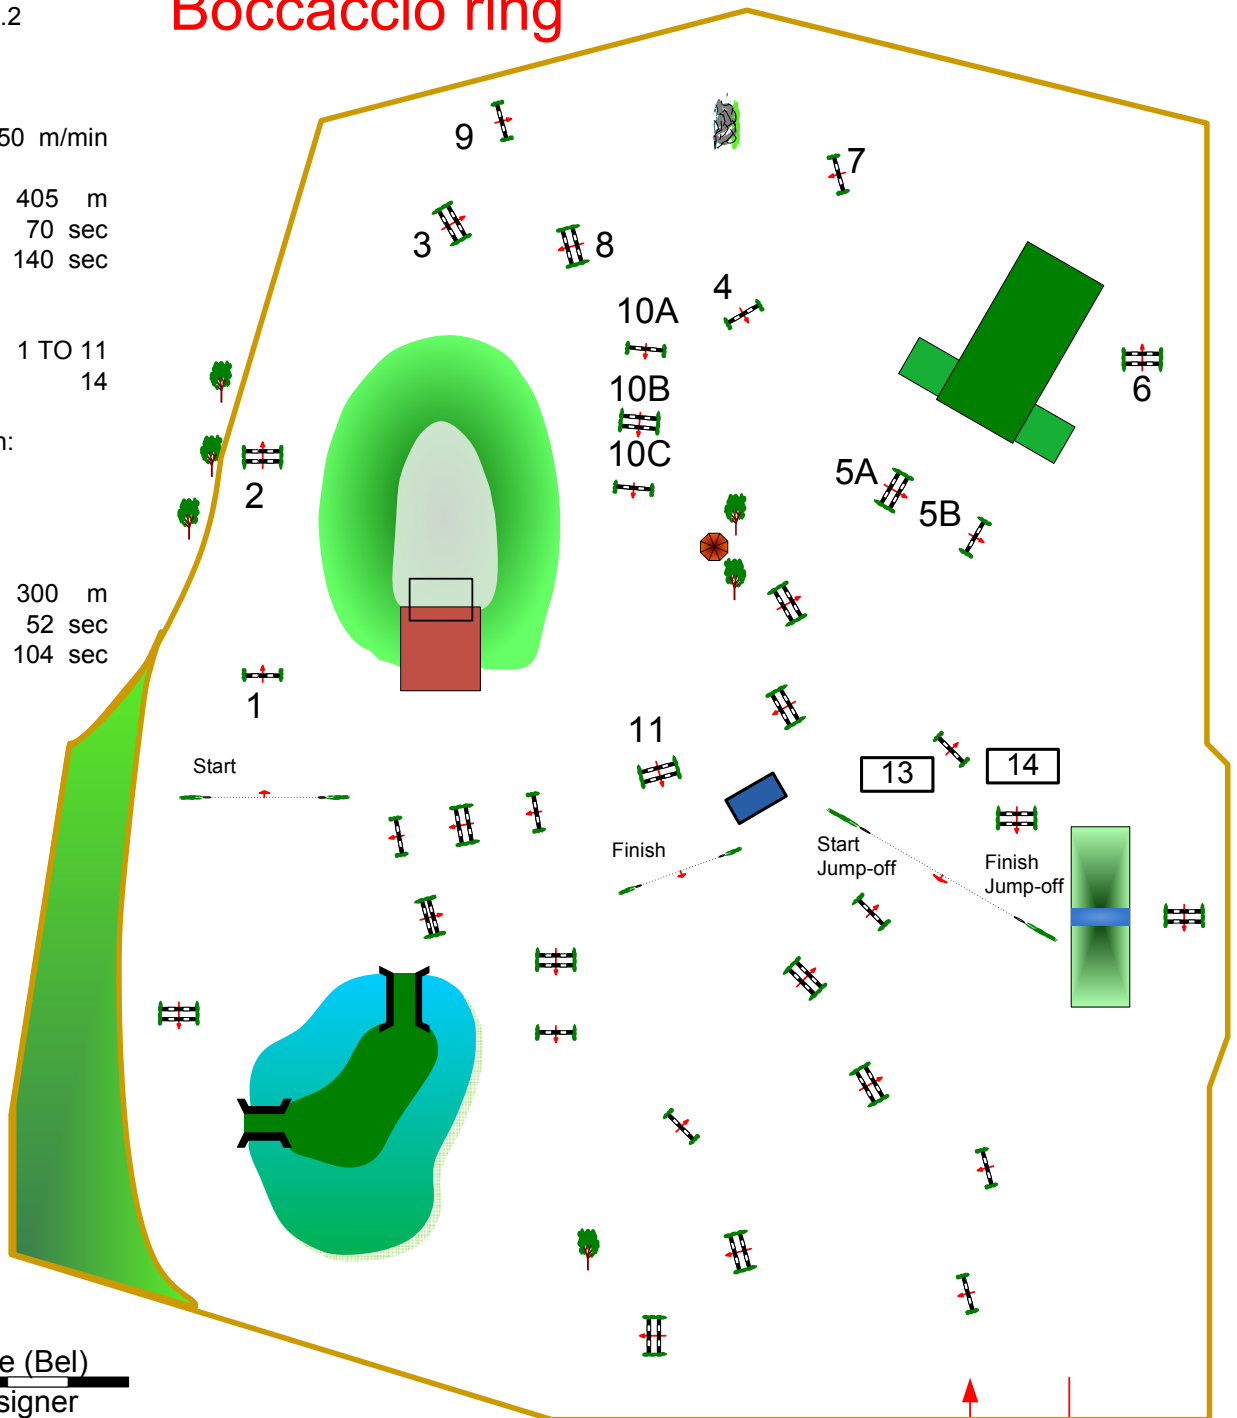 .2
Boccaccio ring
50 m/min
405 m
70 sec
140 sec
1 TO 11
14
n:
300 m
52 sec
104 sec
9
7
3
8
4
10A
10B
10C
6
2
5A
5B
1
11
13
14
Start
Finish
Start
Jump-off
Finish
Jump-off
e (Bel)
signer